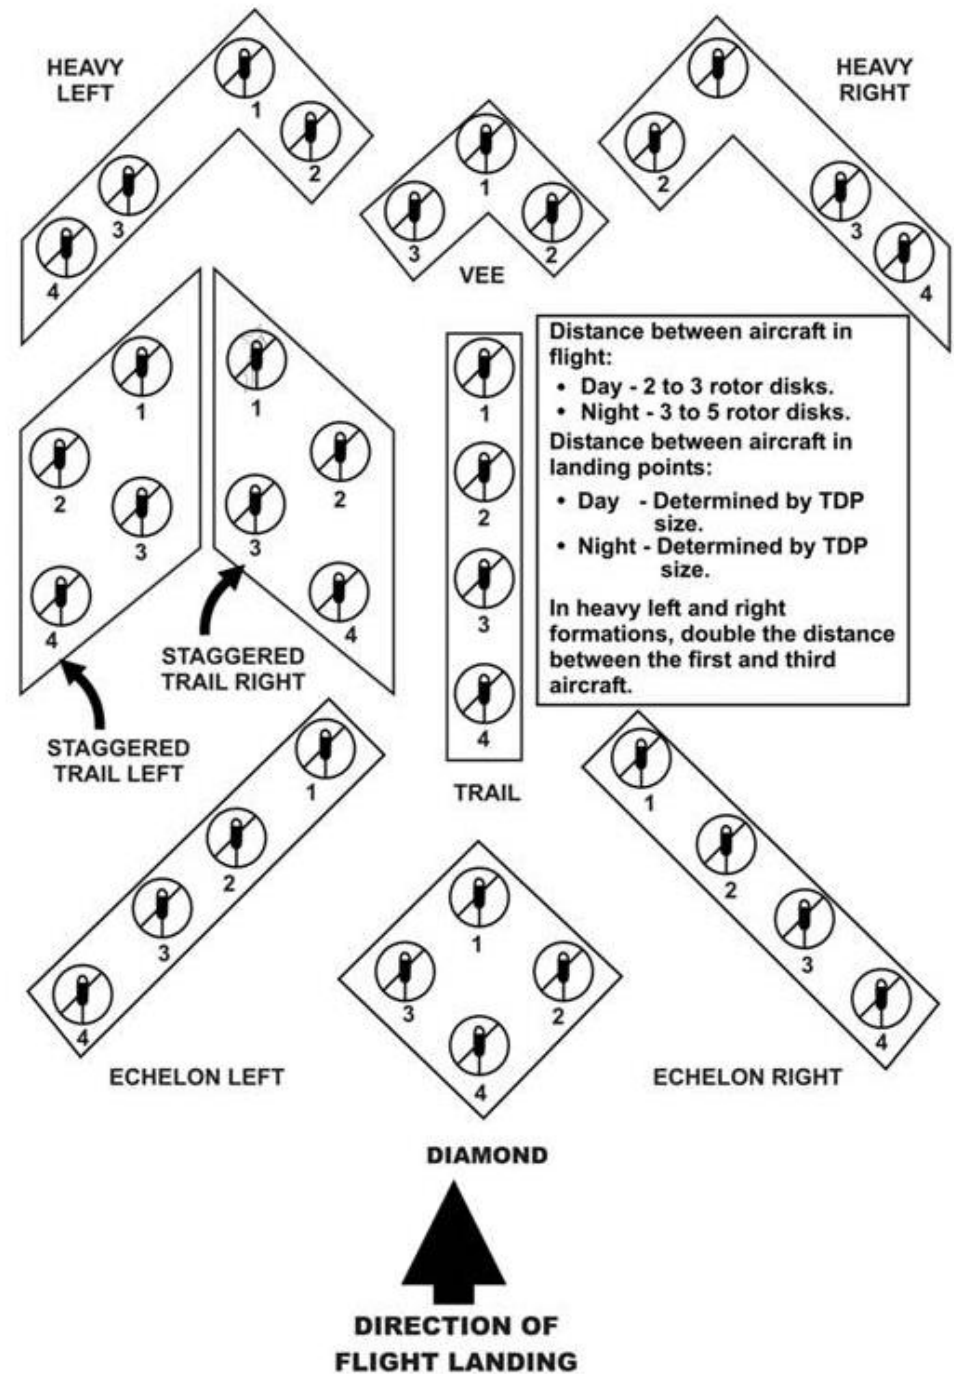 HEAVY
LEFT
1
2
3
4
VEE
1
2
3
HEAVY
RIGHT
2
3
4
STAGGERED
TRAIL LEFT
1
2
3
4
STAGGERED
TRAIL RIGHT
1
2
3
4
TRAIL
1
2
3
4
Distance between aircraft in
flight:
• Day - 2 to 3 rotor disks.
• Night - 3 to 5 rotor disks.
Distance between aircraft in
landing points:
• Day - Determined by TDP
size.
• Night - Determined by TDP
size.
In heavy left and right
formations, double the distance
between the first and third
aircraft.
ECHELON LEFT
1
2
3
4
DIAMOND
1
3
2
4
ECHELON RIGHT
1
2
3
4
DIRECTION OF
FLIGHT LANDING